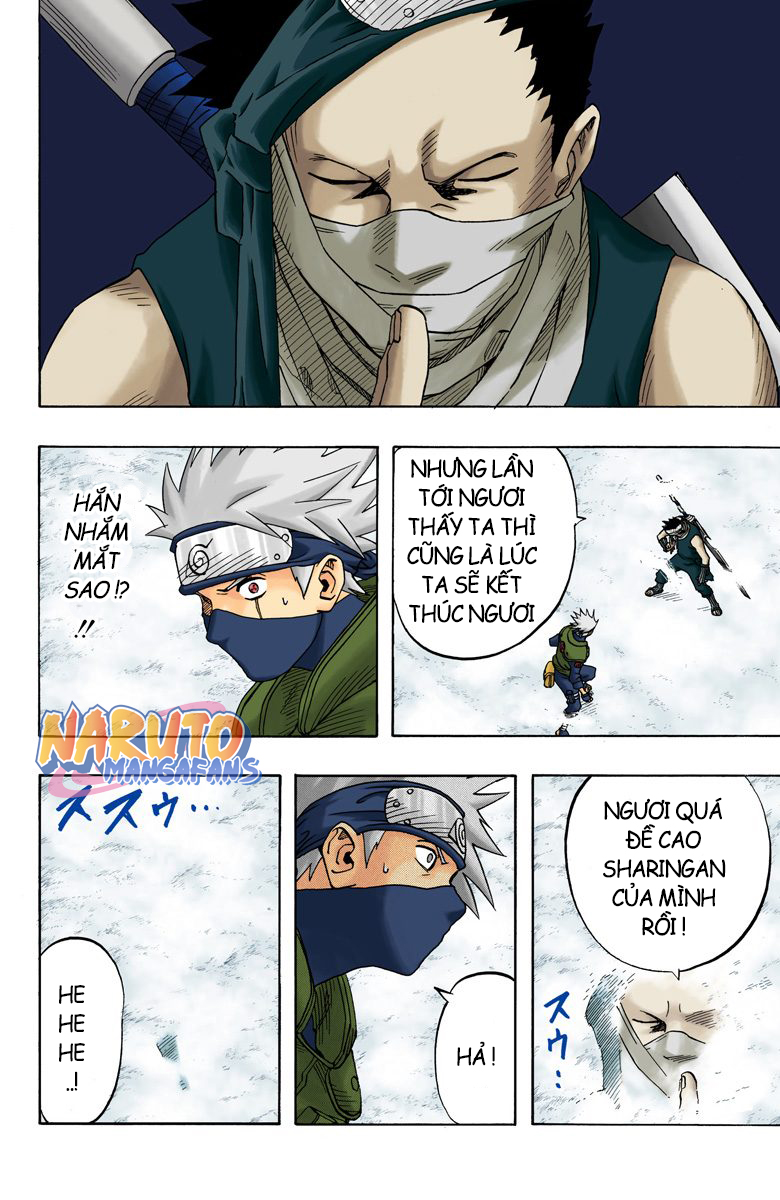 NHƯNG LẦN
TỚI NGƯƠI
THẤY TA THÌ
CŨNG LÀ LÚC
TA SẼ KẾT
THÚC NGƯƠI
HẮN
NHẮM
MẮT
SAO !?
!!
NARUTO
MANGAFANS
NGƯƠI QUÁ
ĐỀ CAO
SHARINGAN
CỦA MÌNH
RỒI !
スウ…
HẢ !
ススゥ…
HE
HE
HE
..!